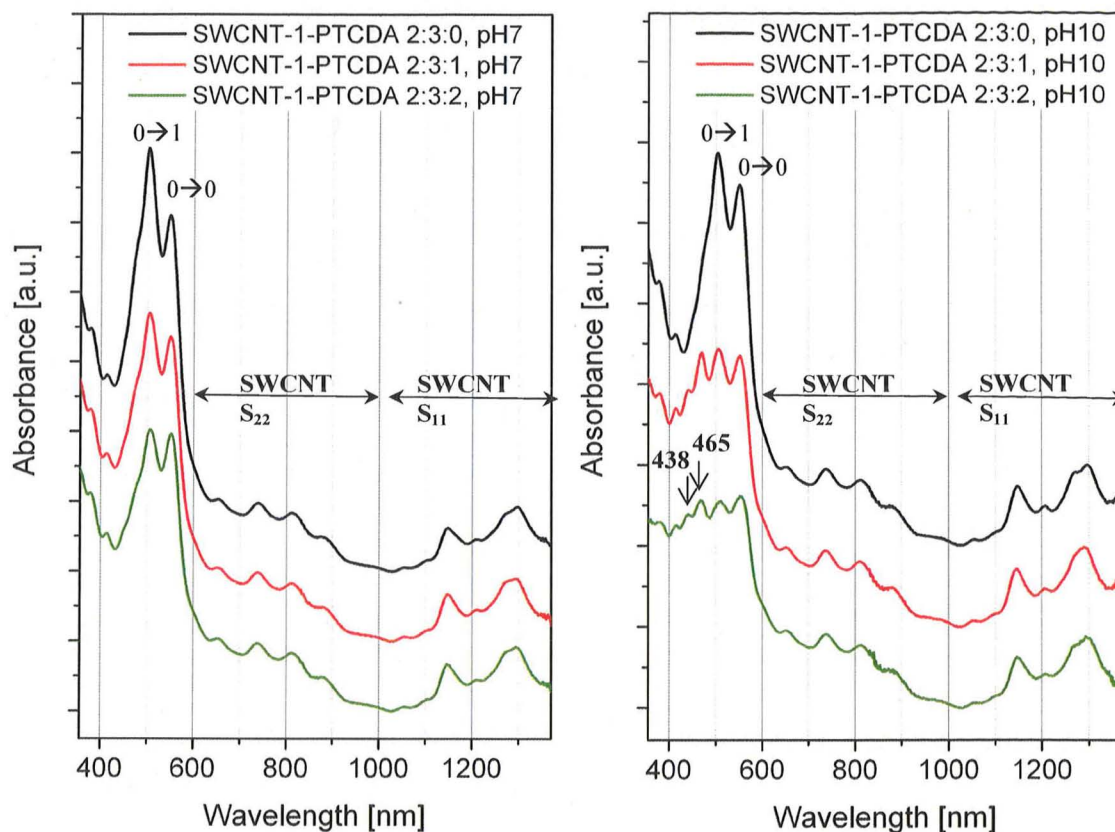 SWCNT-1-PTCDA 2:3:0, pH7
SWCNT-1-PTCDA 2:3:1, pH7
SWCNT-1-PTCDA 2:3:2, pH7
0→1
0→0
SWCNT
S₂₂
SWCNT
S₁₁
Absorbance [a.u.]
400 600 800 1000 1200
Wavelength [nm]
SWCNT-1-PTCDA 2:3:0, pH10
SWCNT-1-PTCDA 2:3:1, pH10
SWCNT-1-PTCDA 2:3:2, pH10
0→1
0→0
SWCNT
S₂₂
SWCNT
S₁₁
465
438
Absorbance [a.u.]
400 600 800 1000 1200
Wavelength [nm]